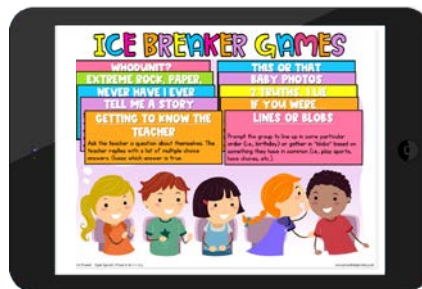 ICE BREAKER GAMES
WHODUNIT?
EXTREME ROCK, PAPER,
NEVER HAVE I EVER
TELL ME A STORY
GETTING TO KNOW THE
TEACHER
Ask the teacher a question about themselves. The
teacher replies with a list of multiple choice
answers. Guess which answer is true.
THIS OR THAT
BABY PHOTOS
2 TRUTHS, 1 LIE
IF YOU WERE
LINES OR BLOBS
Prompt the group to line up in some particular
order (i.e., birthday) or gather in "blobs" based on
something they have in common (i.e., play sports,
have chores, etc.).